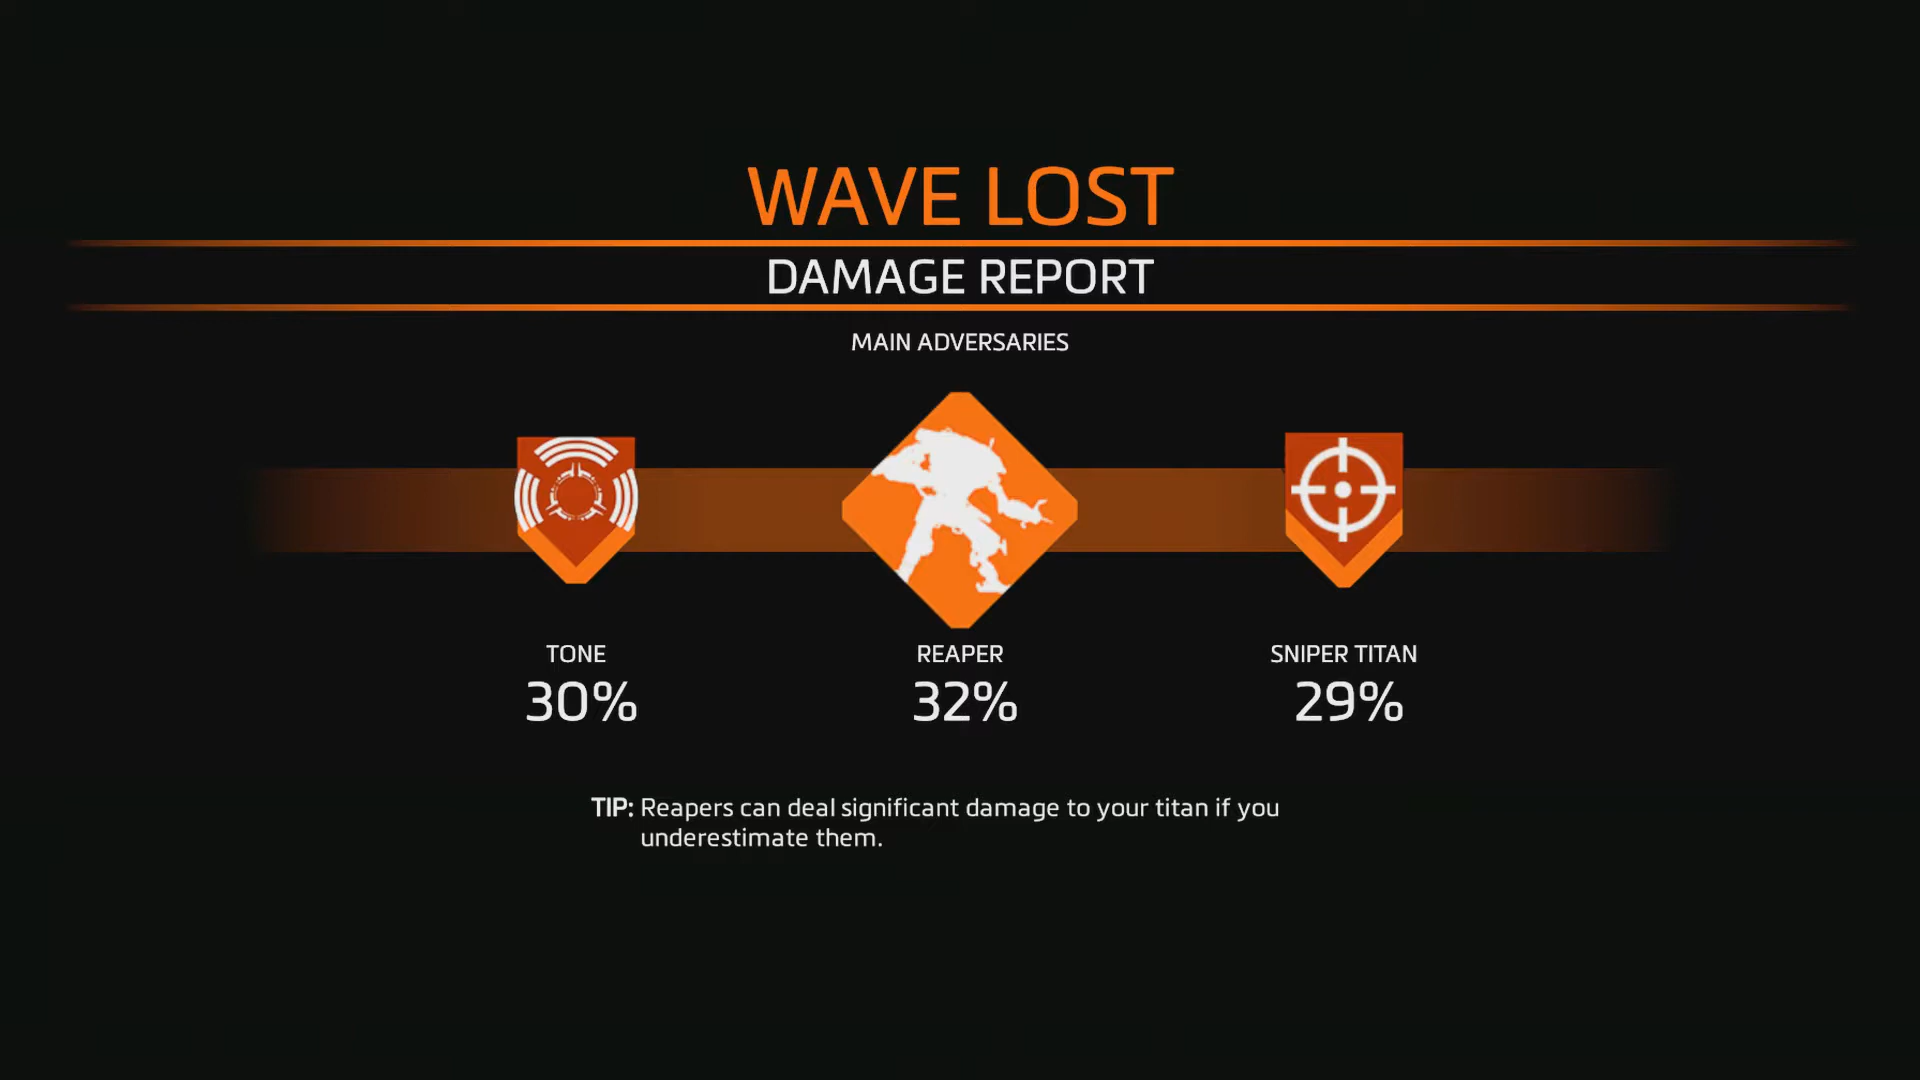 WAVE LOST
DAMAGE REPORT
MAIN ADVERSARIES
TONE
30%
REAPER
32%
SNIPER TITAN
29%
TIP: Reapers can deal significant damage to your titan if you
underestimate them.